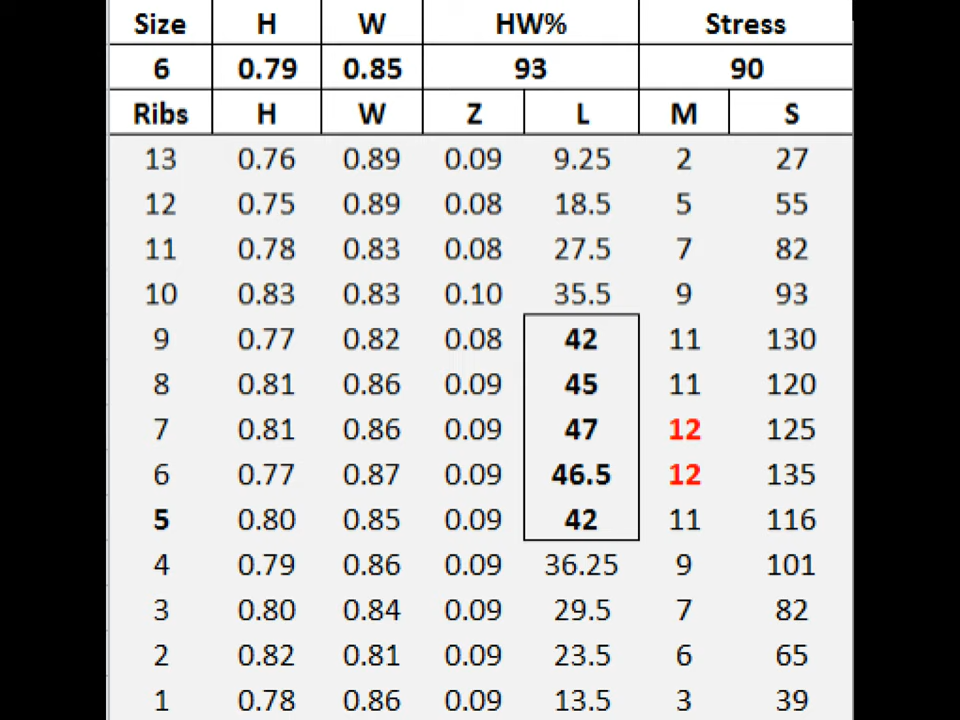 Size H W HW% Stress
6 0.79 0.85 93 90
Ribs H W Z L M S
13 0.76 0.89 0.09 9.25 2 27
12 0.75 0.89 0.08 18.5 5 55
11 0.78 0.83 0.08 27.5 7 82
10 0.83 0.83 0.10 35.5 9 93
9 0.77 0.82 0.08 42 11 130
8 0.81 0.86 0.09 45 11 120
7 0.81 0.86 0.09 47 12 125
6 0.77 0.87 0.09 46.5 12 135
5 0.80 0.85 0.09 42 11 116
4 0.79 0.86 0.09 36.25 9 101
3 0.80 0.84 0.09 29.5 7 82
2 0.82 0.81 0.09 23.5 6 65
1 0.78 0.86 0.09 13.5 3 39